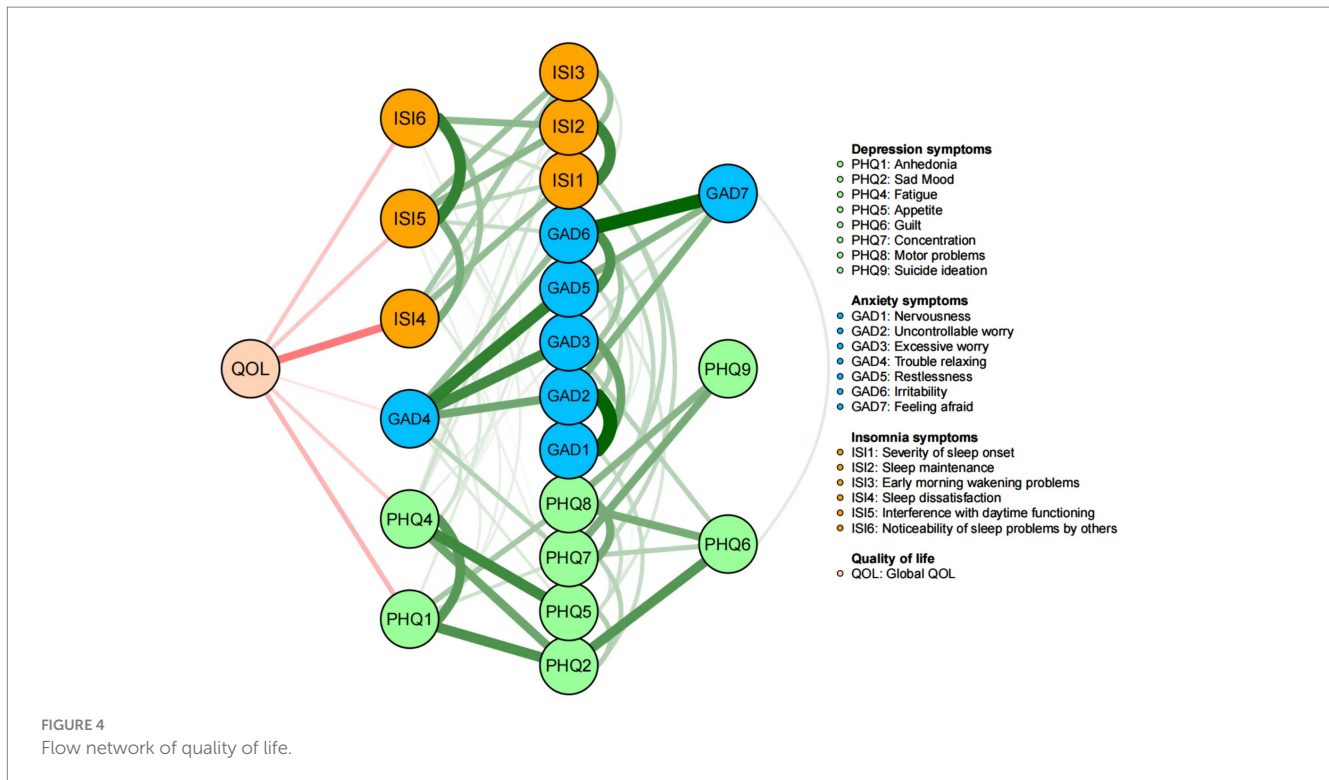 ISI3
ISI6
ISI2
ISI1
GAD7
ISI5
GAD6
GAD5
ISI4
GAD3
QOL
PHQ9
GAD2
GAD4
GAD1
PHQ8
PHQ4
PHQ6
PHQ7
PHQ5
PHQ1
PHQ2
Depression symptoms
PHQ1: Anhedonia
PHQ2: Sad Mood
PHQ4: Fatigue
PHQ5: Appetite
PHQ6: Guilt
PHQ7: Concentration
PHQ8: Motor problems
PHQ9: Suicide ideation
Anxiety symptoms
GAD1: Nervousness
GAD2: Uncontrollable worry
GAD3: Excessive worry
GAD4: Trouble relaxing
GAD5: Restlessness
GAD6: Irritability
GAD7: Feeling afraid
Insomnia symptoms
ISI1: Severity of sleep onset
ISI2: Sleep maintenance
ISI3: Early morning wakening problems
ISI4: Sleep dissatisfaction
ISI5: Interference with daytime functioning
ISI6: Noticeability of sleep problems by others
Quality of life
QOL: Global QOL
FIGURE 4
Flow network of quality of life.